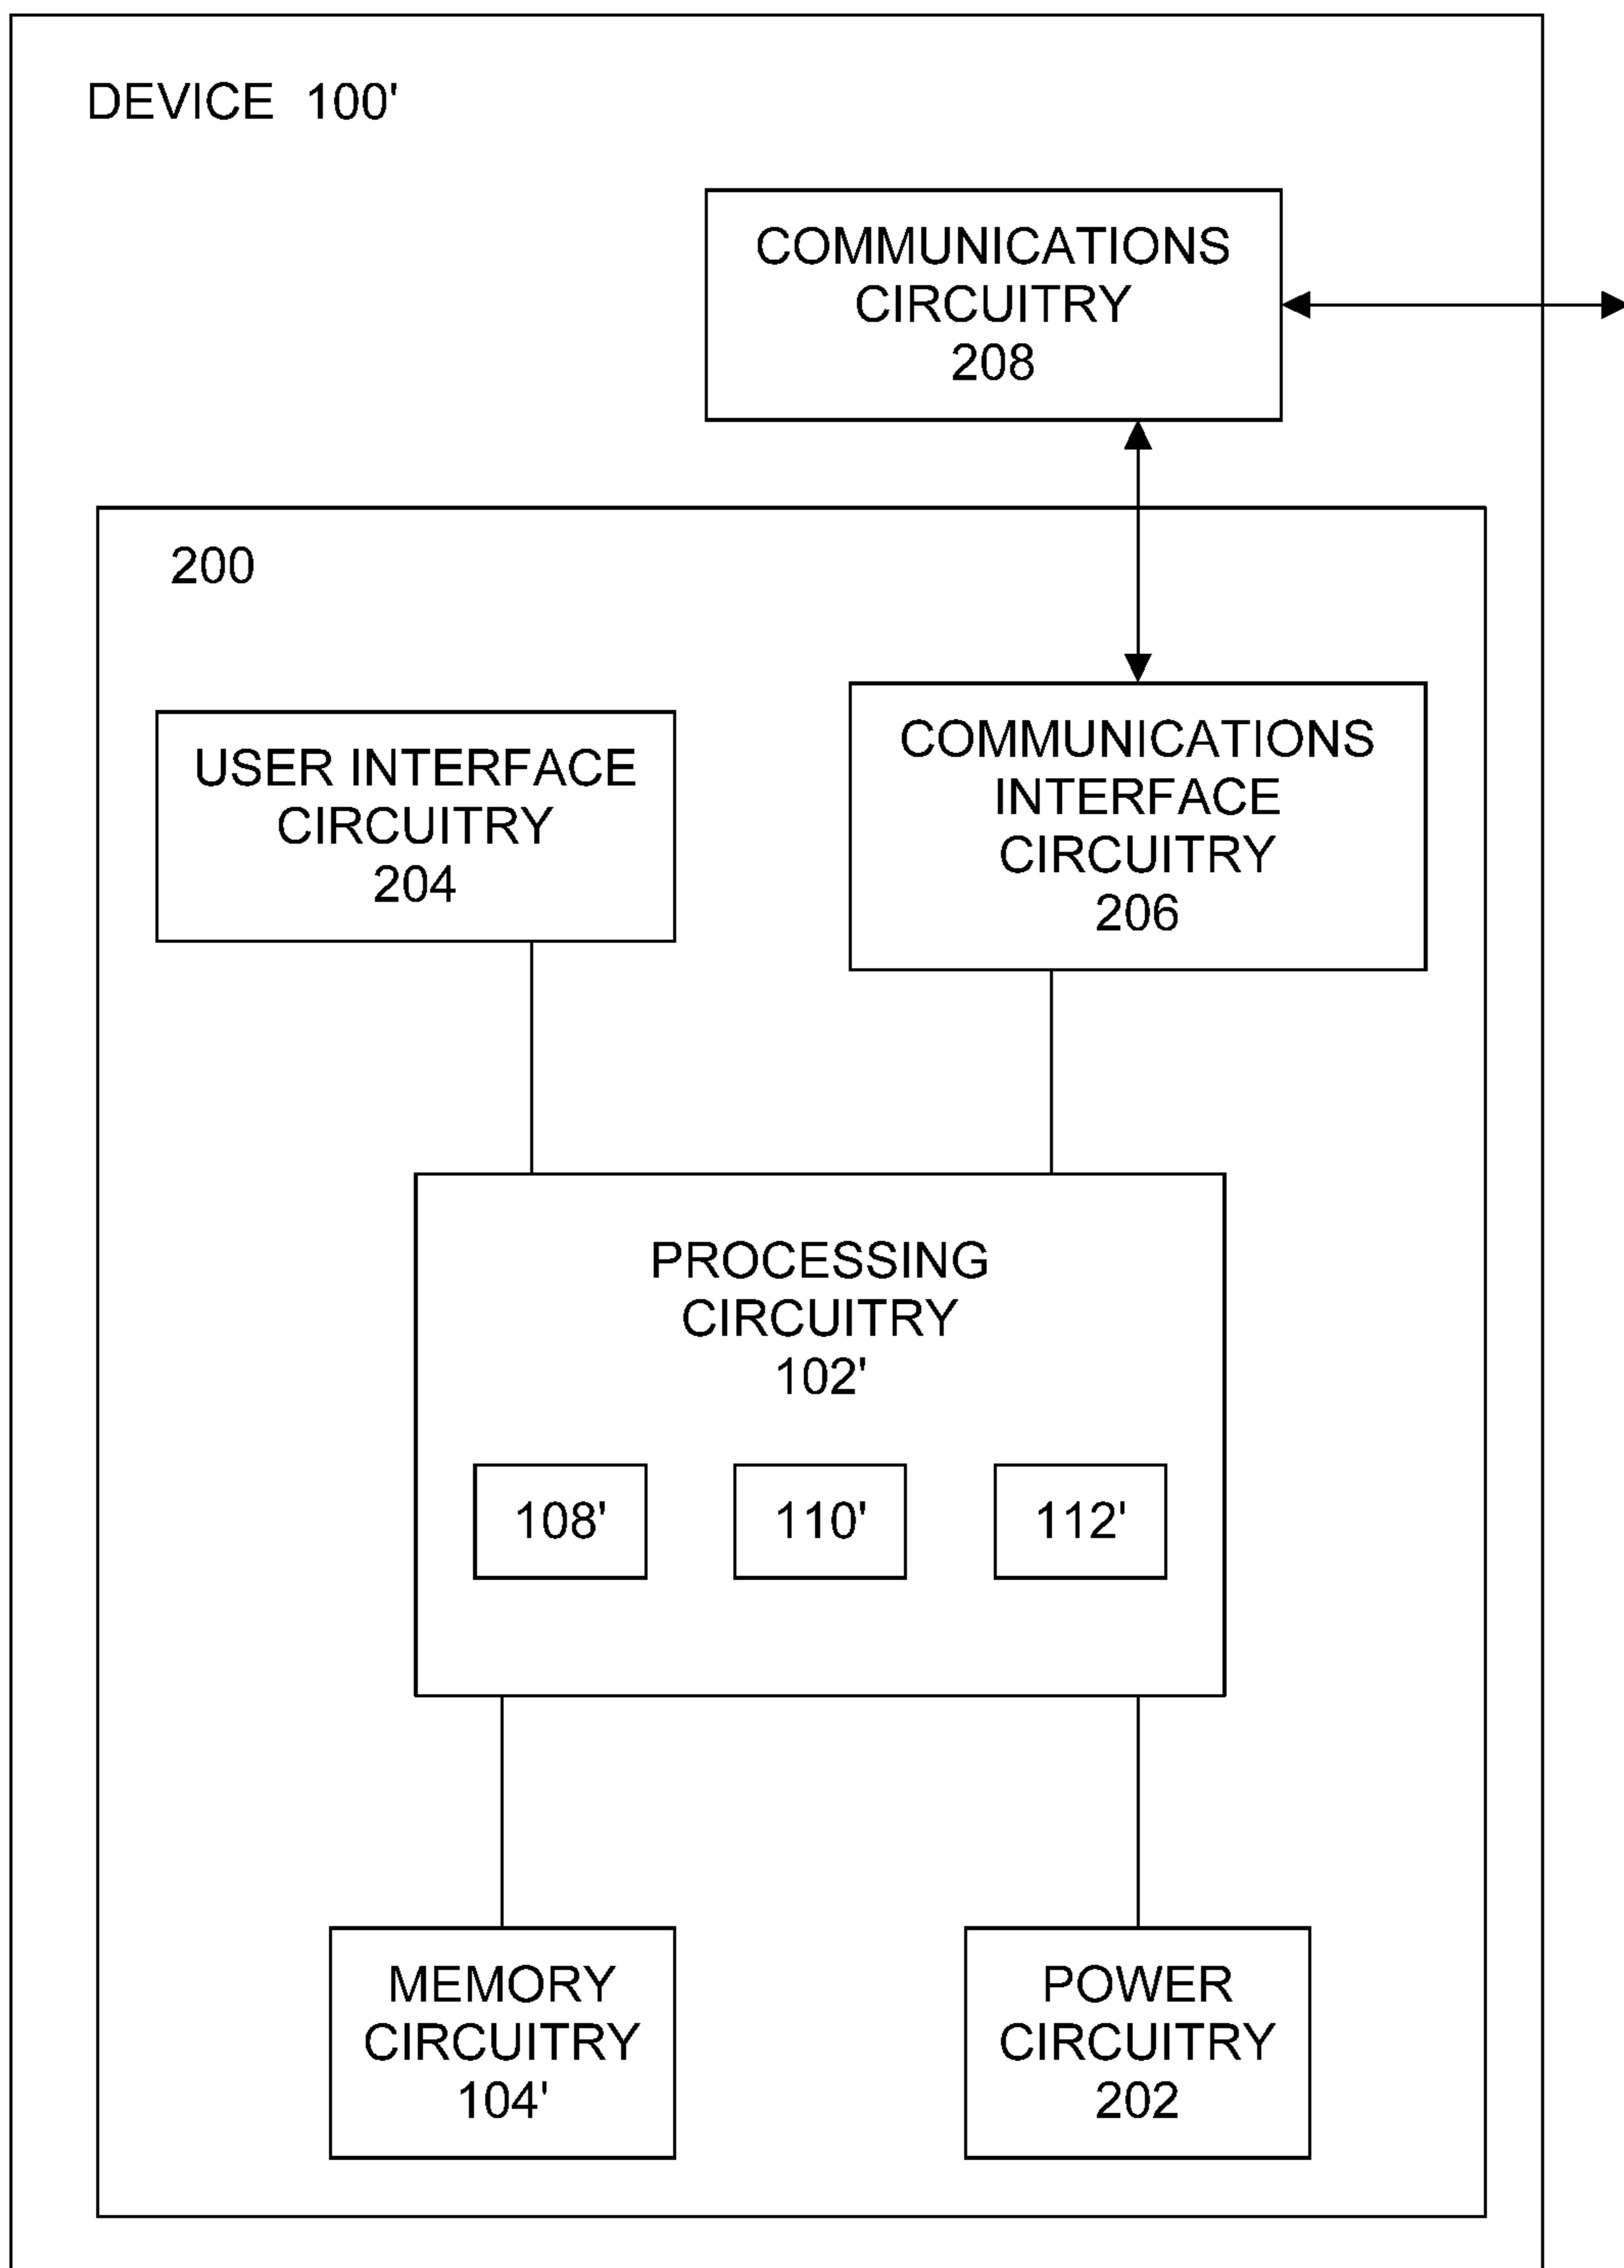 DEVICE 100'
COMMUNICATIONS
CIRCUITRY
208
200
USER INTERFACE
CIRCUITRY
204
COMMUNICATIONS
INTERFACE
CIRCUITRY
206
PROCESSING
CIRCUITRY
102'
108'
110'
112'
MEMORY
CIRCUITRY
104'
POWER
CIRCUITRY
202